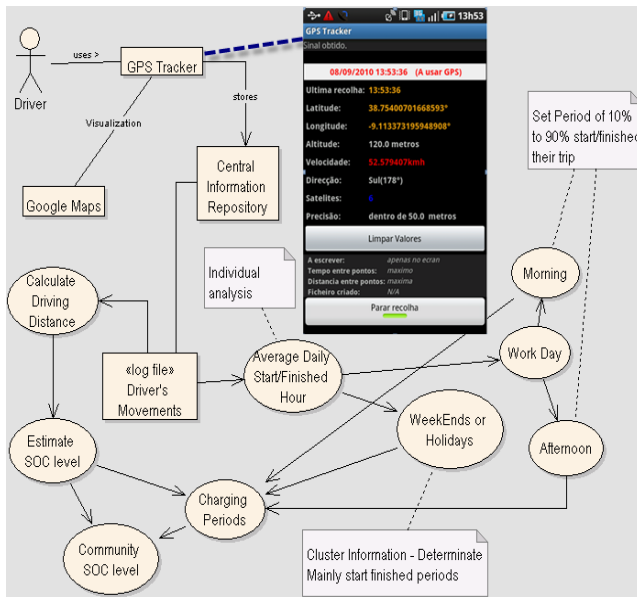 13h53
GPS Tracker
Sinal obtido.
08/09/2010 13:53:36 (A usar GPS)
Ultima recolha: 13:53:36
Latitude: 38.75400701668593°
Longitude: -9.113373195948908°
Altitude: 120.0 metros
Velocidade: 52.579407kmh
Direcção: Sul(178°)
Satelites:
Precisão: dentro de 50.0 metros
Limpar Valores
A escrever: apenas no ecran
Tempo entre pontos: maximo
Distancia entre pontos: maxima
Ficheiro criado: N/A
Parar recolha
Driver
uses >
GPS Tracker
stores
Visualization
Google Maps
Central
Information
Repository
Set Period of 10%
to 90% start/finished
their trip
Individual
analysis
Morning
Calculate
Driving
Distance
«log file»
Driver's
Movements
Average Daily
Start/Finished
Hour
Work Day
WeekEnds or
Holidays
Afternoon
Estimate
SOC level
Charging
Periods
Community
SOC level
Cluster Information - Determinate
Mainly start finished periods